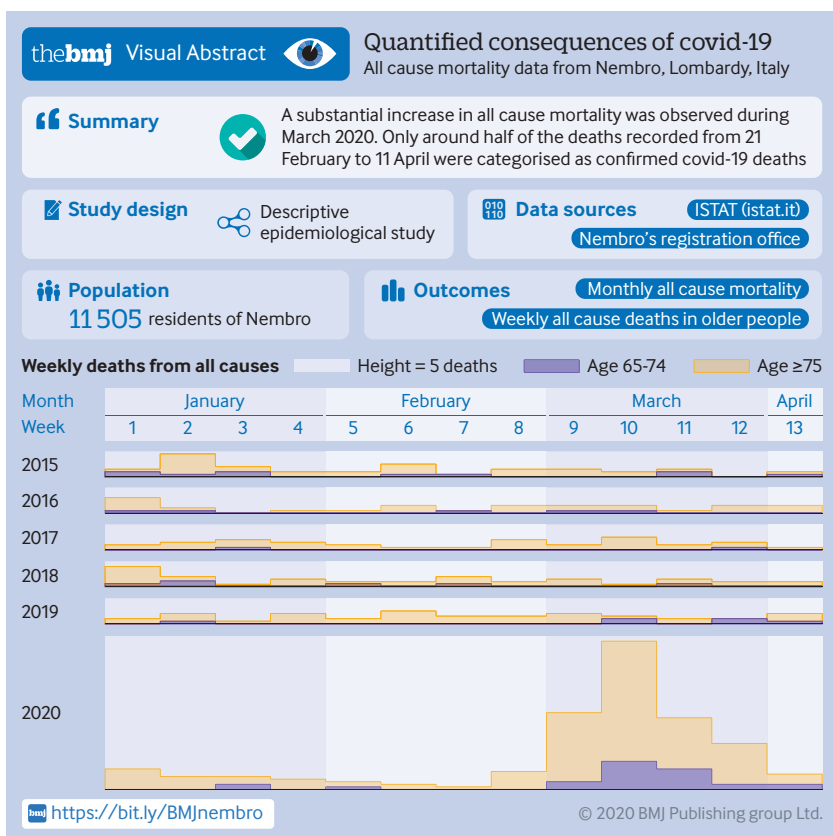 thebmj Visual Abstract
Quantified consequences of covid-19
All cause mortality data from Nembro, Lombardy, Italy
Summary
A substantial increase in all cause mortality was observed during
March 2020. Only around half of the deaths recorded from 21
February to 11 April were categorised as confirmed covid-19 deaths
Study design
Descriptive
epidemiological study
010
110
Data sources
ISTAT (istat.it)
Nembro's registration office
Population
11 505 residents of Nembro
Outcomes
Monthly all cause mortality
Weekly all cause deaths in older people
Weekly deaths from all causes Height = 5 deaths Age 65-74 Age ≥75
Month January February March April
Week 1 2 3 4 5 6 7 8 9 10 11 12 13
2015
2016
2017
2018
2019
2020
bmj https://bit.ly/BMJnembro
© 2020 BMJ Publishing group Ltd.